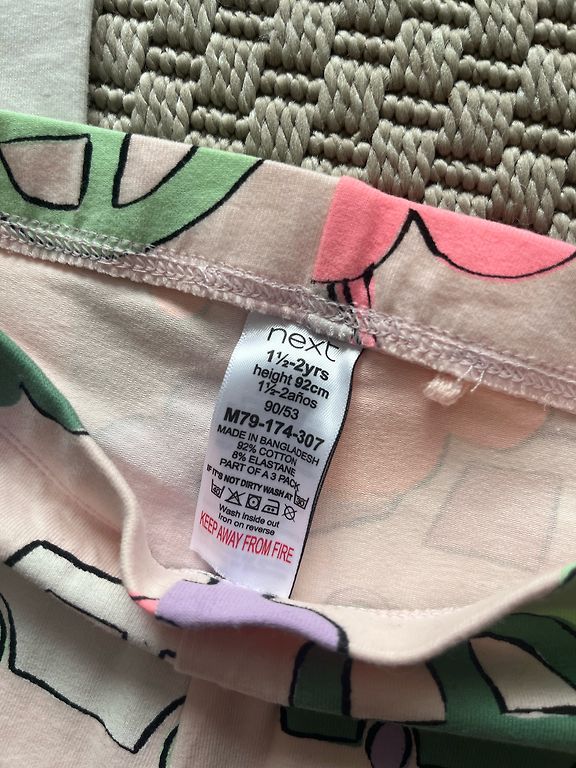 next
1½-2yrs
height 92cm
1½-2años
90/53
M79-174-307
MADE IN BANGLADESH
92% COTTON
8% ELASTANE
PART OF A 3 PACK
IF IT'S NOT DIRTY WASH AT 30
Wash inside out
Iron on reverse
KEEP AWAY FROM FIRE